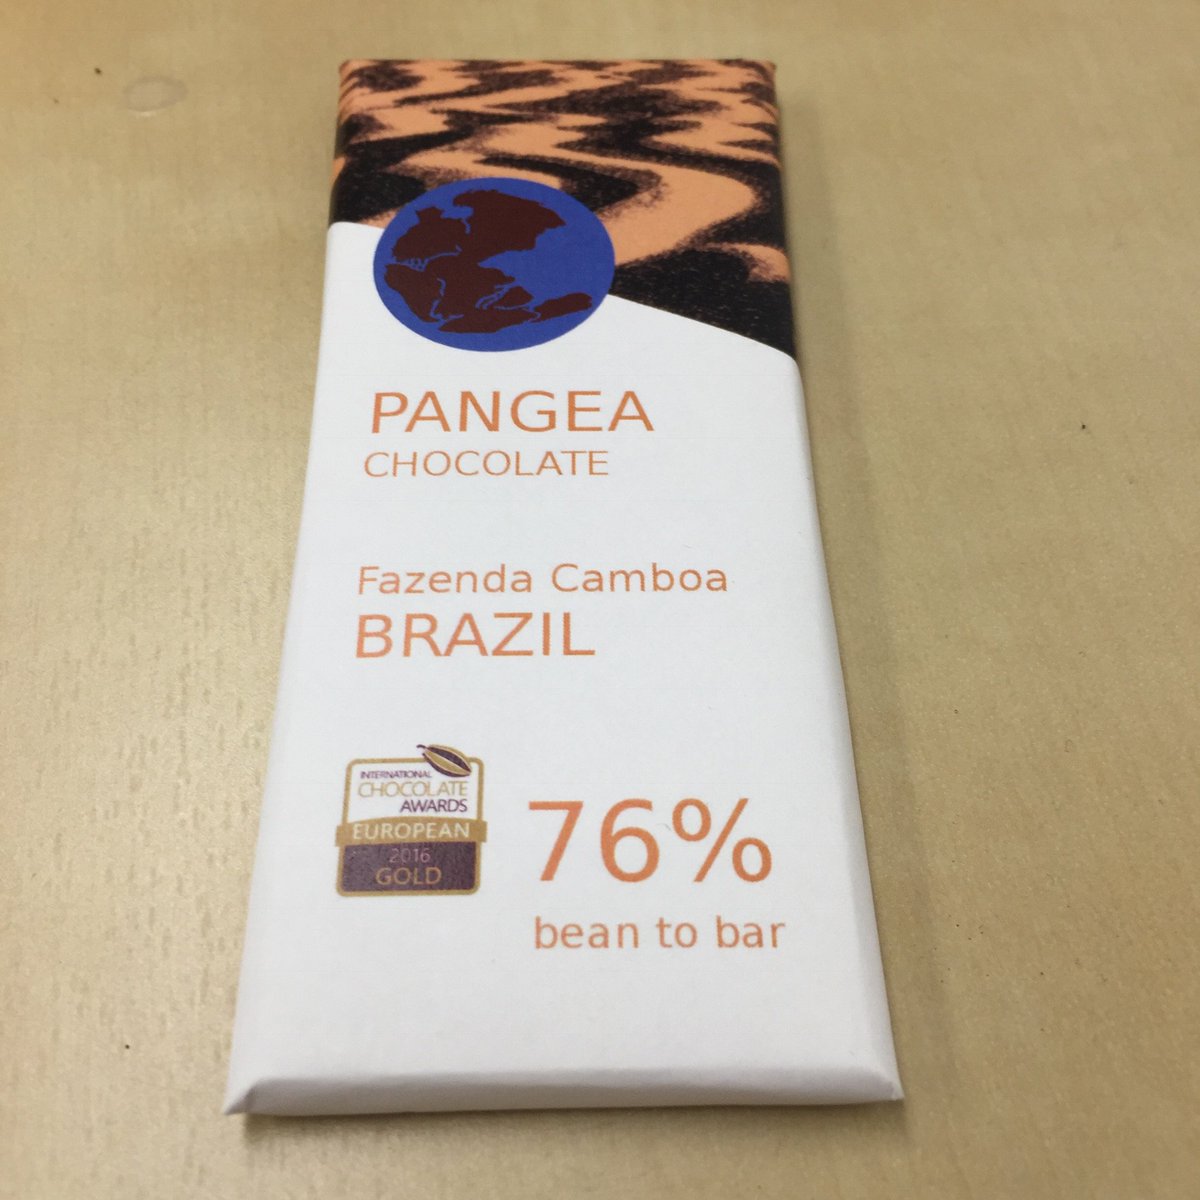 PANGEA
CHOCOLATE
Fazenda Camboa
BRAZIL
INTERNATIONAL
CHOCOLATE
AWARDS
EUROPEAN
2016
GOLD
76%
bean to bar